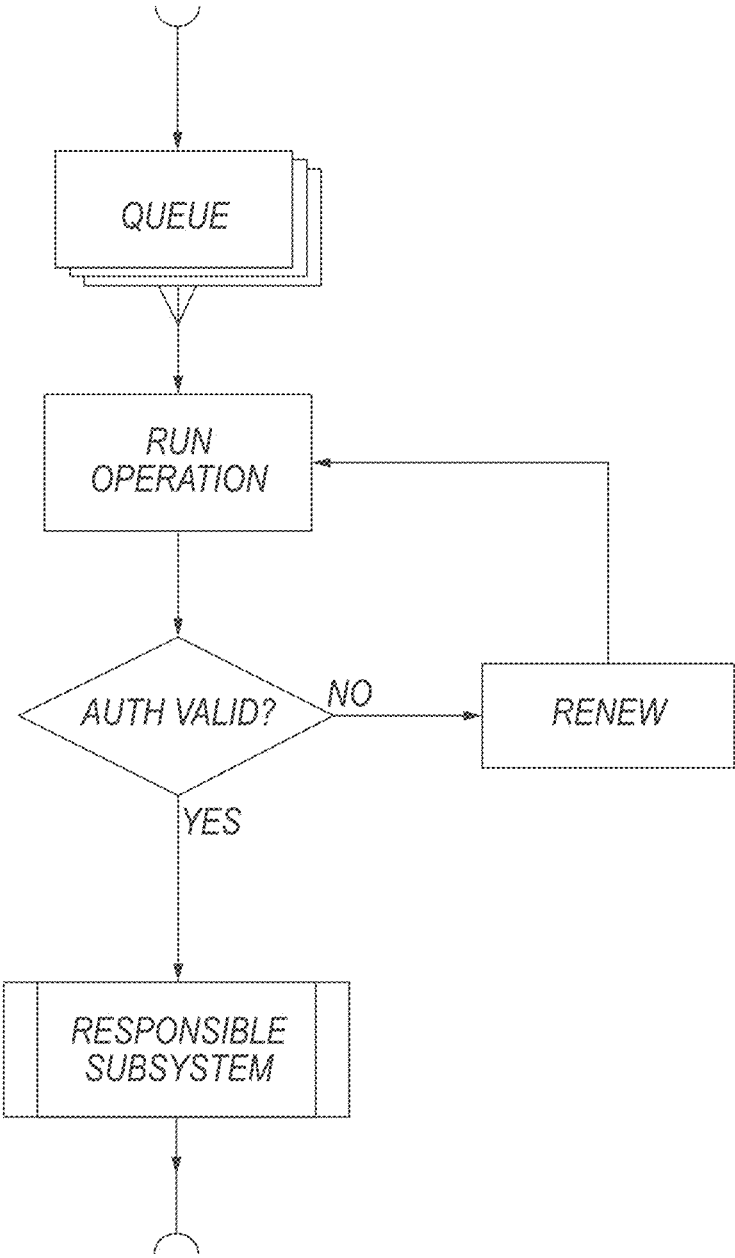 QUEUE
RUN
OPERATION
AUTH VALID?
NO
RENEW
YES
RESPONSIBLE
SUBSYSTEM